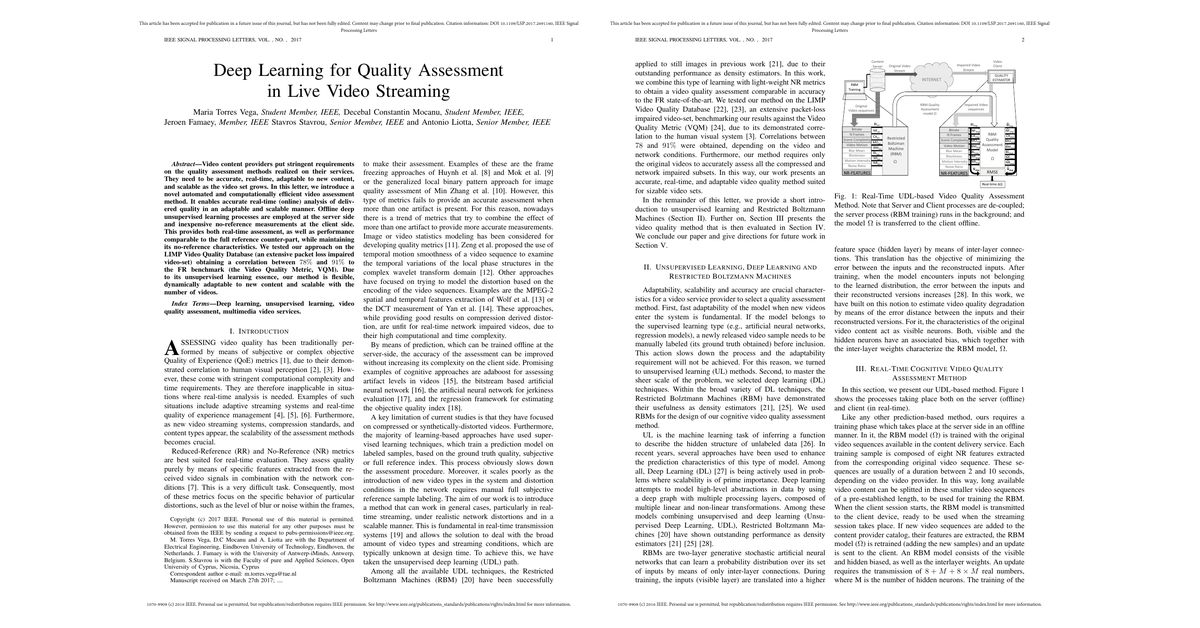 This article has been accepted for publication in a future issue of this journal, but has not been fully edited. Content may change prior to final publication. Citation information: DOI 10.1109/LSP.2017.2691160, IEEE Signal
Processing Letters
IEEE SIGNAL PROCESSING LETTERS, VOL. , NO. , 2017
1
Deep Learning for Quality Assessment
in Live Video Streaming
Maria Torres Vega, Student Member, IEEE, Decebal Constantin Mocanu, Student Member, IEEE,
Jeroen Famaey, Member, IEEE Stavros Stavrou, Senior Member, IEEE and Antonio Liotta, Senior Member, IEEE
Abstract—Video content providers put stringent requirements
on the quality assessment methods realized on their services.
They need to be accurate, real-time, adaptable to new content,
and scalable as the video set grows. In this letter, we introduce a
novel automated and computationally efficient video assessment
method. It enables accurate real-time (online) analysis of deliv-
ered quality in an adaptable and scalable manner. Offline deep
unsupervised learning processes are employed at the server side
and inexpensive no-reference measurements at the client side.
This provides both real-time assessment, as well as performance
comparable to the full reference counter-part, while maintaining
its no-reference characteristics. We tested our approach on the
LIMP Video Quality Database (an extensive packet loss impaired
video-set) obtaining a correlation between 78% and 91% to
the FR benchmark (the Video Quality Metric, VQM). Due
to its unsupervised learning essence, our method is flexible,
dynamically adaptable to new content and scalable with the
number of videos.
Index Terms—Deep learning, unsupervised learning, video
quality assessment, multimedia video services.
I. INTRODUCTION
ASSESSING video quality has been traditionally per-
formed by means of subjective or complex objective
Quality of Experience (QoE) metrics [1], due to their demon-
strated correlation to human visual perception [2], [3]. How-
ever, these come with stringent computational complexity and
time requirements. They are therefore inapplicable in situa-
tions where real-time analysis is needed. Examples of such
situations include adaptive streaming systems and real-time
quality of experience management [4], [5], [6]. Furthermore,
as new video streaming systems, compression standards, and
content types appear, the scalability of the assessment methods
becomes crucial.
Reduced-Reference (RR) and No-Reference (NR) metrics
are best suited for real-time evaluation. They assess quality
purely by means of specific features extracted from the re-
ceived video signals in combination with the network con-
ditions [7]. This is a very difficult task. Consequently, most
of these metrics focus on the specific behavior of particular
distortions, such as the level of blur or noise within the frames,
Copyright (c) 2017 IEEE. Personal use of this material is permitted.
However, permission to use this material for any other purposes must be
obtained from the IEEE by sending a request to pubs-permissions@ieee.org.
M. Torres Vega, D.C Mocanu and A. Liotta are with the Department of
Electrical Engineering, Eindhoven University of Technology, Eindhoven, the
Netherlands. J. Famaey is with the University of Antwerp-iMinds, Antwerp,
Belgium. S.Stavrou is with the Faculty of pure and Applied Sciences, Open
University of Cyprus, Nicosia, Cyprus
Correspondent author e-mail: m.torres.vega@tue.nl
Manuscript received on March 27th 2017; ...
to make their assessment. Examples of these are the frame
freezing approaches of Huynh et al. [8] and Mok et al. [9]
or the generalized local binary pattern approach for image
quality assessment of Min Zhang et al. [10]. However, this
type of metrics fails to provide an accurate assessment when
more than one artifact is present. For this reason, nowadays
there is a trend of metrics that try to combine the effect of
more than one artifact to provide more accurate measurements.
Image or video statistics modeling has been considered for
developing quality metrics [11]. Zeng et al. proposed the use of
temporal motion smoothness of a video sequence to examine
the temporal variations of the local phase structures in the
complex wavelet transform domain [12]. Other approaches
have focused on trying to model the distortion based on the
encoding of the video sequences. Examples are the MPEG-2
spatial and temporal features extraction of Wolf et al. [13] or
the DCT measurement of Yan et al. [14]. These approaches,
while providing good results on compression derived distort-
ion, are unfit for real-time network impaired videos, due to
their high computational and time complexity.
By means of prediction, which can be trained offline at the
server-side, the accuracy of the assessment can be improved
without increasing its complexity on the client side. Promising
examples of cognitive approaches are adaboost for assessing
artifact levels in videos [15], the bitstream based artificial
neural network [16], the artificial neural network for jerkiness
evaluation [17], and the regression framework for estimating
the objective quality index [18].
A key limitation of current studies is that they have focused
on compressed or synthetically-distorted videos. Furthermore,
the majority of learning-based approaches have used super-
vised learning techniques, which train a prediction model on
labeled samples, based on the ground truth quality, subjective
or full reference index. This process obviously slows down
the assessment procedure. Moreover, it scales poorly as the
introduction of new video types in the system and distortion
conditions in the network requires manual full subjective
reference sample labeling. The aim of our work is to introduce
a method that can work in general cases, particularly in real-
time streaming, under realistic network distortions and in a
scalable manner. This is fundamental in real-time transmission
systems [19] and allows the solution to deal with the broad
amount of video types and streaming conditions, which are
typically unknown at design time. To achieve this, we have
taken the unsupervised deep learning (UDL) path.
Among all the available UDL techniques, the Restricted
Boltzmann Machines (RBM) [20] have been successfully
1070-9908 (c) 2016 IEEE. Personal use is permitted, but republication/redistribution requires IEEE permission. See http://www.ieee.org/publications_standards/publications/rights/index.html for more information.
This article has been accepted for publication in a future issue of this journal, but has not been fully edited. Content may change prior to final publication. Citation information: DOI 10.1109/LSP.2017.2691160, IEEE Signal
Processing Letters
IEEE SIGNAL PROCESSING LETTERS, VOL. , NO. , 2017
2
applied to still images in previous work [21], due to their
outstanding performance as density estimators. In this work,
we combine this type of learning with light-weight NR metrics
to obtain a video quality assessment comparable in accuracy
to the FR state-of-the-art. We tested our method on the LIMP
Video Quality Database [22], [23], an extensive packet-loss
impaired video-set, benchmarking our results against the Video
Quality Metric (VQM) [24], due to its demonstrated corre-
lation to the human visual system [3]. Correlations between
78 and 91% were obtained, depending on the video and
network conditions. Furthermore, our method requires only
the original videos to accurately assess all the compressed and
network impaired subsets. In this way, our work presents an
accurate, real-time, and adaptable video quality method suited
for sizable video sets.
In the remainder of this letter, we provide a short intro-
duction to unsupervised learning and Restricted Boltzmann
Machines (Section II). Further on, Section III presents the
video quality method that is then evaluated in Section IV.
We conclude our paper and give directions for future work in
Section V.
II. UNSUPERVISED LEARNING, DEEP LEARNING AND
RESTRICTED BOLTZMANN MACHINES
Adaptability, scalability and accuracy are crucial character-
istics for a video service provider to select a quality assessment
method. First, fast adaptability of the model when new videos
enter the system is fundamental. If the model belongs to
the supervised learning type (e.g., artificial neural networks,
regression models), a newly released video sample needs to be
manually labeled (its ground truth obtained) before inclusion.
This action slows down the process and the adaptability
requirement will not be achieved. For this reason, we turned
to unsupervised learning (UL) methods. Second, to master the
sheer scale of the problem, we selected deep learning (DL)
techniques. Within the broad variety of DL techniques, the
Restricted Boltzmann Machines (RBM) have demonstrated
their usefulness as density estimators [21], [25]. We used
RBMs for the design of our cognitive video quality assessment
method.
UL is the machine learning task of inferring a function
to describe the hidden structure of unlabeled data [26]. In
recent years, several approaches have been used to enhance
the prediction characteristics of this type of model. Among
all, Deep Learning (DL) [27] is being actively used in prob-
lems where scalability is of prime importance. Deep learning
attempts to model high-level abstractions in data by using
a deep graph with multiple processing layers, composed of
multiple linear and non-linear transformations. Among these
models combining unsupervised and deep learning (Unsu-
pervised Deep Learning, UDL), Restricted Boltzmann Ma-
chines [20] have shown outstanding performance as density
estimators [21] [25] [28].
RBMs are two-layer generative stochastic artificial neural
networks that can learn a probability distribution over its set
of inputs by means of only inter-layer connections. During
training, the inputs (visible layer) are translated into a higher
Content Server
Original Video Stream
INTERNET
Impaired Video Stream
Video Client
QUALITY ESTIMATOR
RBM Training
Original Video sequences
RBM Quality Assessment model Ω
Impaired Video sequences
Bitrate
N Frames
Scene Complexity
Video Motion
Blur Mean
Blockiness
Motion Intensity
Noise Ratio
NR-FEATURES
Restricted Boltzmann Machine (RBM)
Ω
Bitrate
N Frames
Scene Complexity
Video Motion
Blur Mean
Blockiness
Motion Intensity
Noise Ratio
NR-FEATURES
RBM Quality Assessment Model
Ω
RMSE
Fig. 1: Real-Time UDL-based Video Quality Assessment
Method. Note that Server and Client processes are de-coupled;
the server process (RBM training) runs in the background; and
the model Ω is transferred to the client offline.
feature space (hidden layer) by means of inter-layer connec-
tions. This translation has the objective of minimizing the
error between the inputs and the reconstructed inputs. After
training, when the model encounters inputs not belonging
to the learned distribution, the error between the inputs and
their reconstructed versions increases [28]. In this work, we
have built on this notion to estimate video quality degradation
by means of the error distance between the inputs and their
reconstructed versions. For it, the characteristics of the original
video content act as visible neurons. Both, visible and the
hidden neurons have an associated bias, which together with
the inter-layer weights characterize the RBM model, Ω.
III. REAL-TIME COGNITIVE VIDEO QUALITY
ASSESSMENT METHOD
In this section, we present our UDL-based method. Figure 1
shows the processes taking place both on the server (offline)
and client (in real-time).
Like any other prediction-based method, ours requires a
training phase which takes place at the server side in an offline
manner. In it, the RBM model (Ω) is trained with the original
video sequences available in the content delivery service. Each
training sample is composed of eight NR features extracted
from the corresponding original video sequence. These se-
quences are usually of a duration between 2 and 10 seconds,
depending on the video provider. In this way, long available
video content can be splitted in these smaller video sequences
of a pre-established length, to be used for training the RBM.
When the client session starts, the RBM model is transmitted
to the client device, ready to be used when the streaming
session takes place. If new video sequences are added to the
content provider catalog, their features are extracted, the RBM
model (Ω) is retrained (adding the new samples) and an update
is sent to the client. An RBM model consists of the visible
and hidden biased, as well as the interlayer weights. An update
requires the transmission of 8 + M + 8 × M real numbers,
where M is the number of hidden neurons. The training of the
1070-9908 (c) 2016 IEEE. Personal use is permitted, but republication/redistribution requires IEEE permission. See http://www.ieee.org/publications_standards/publications/rights/index.html for more information.